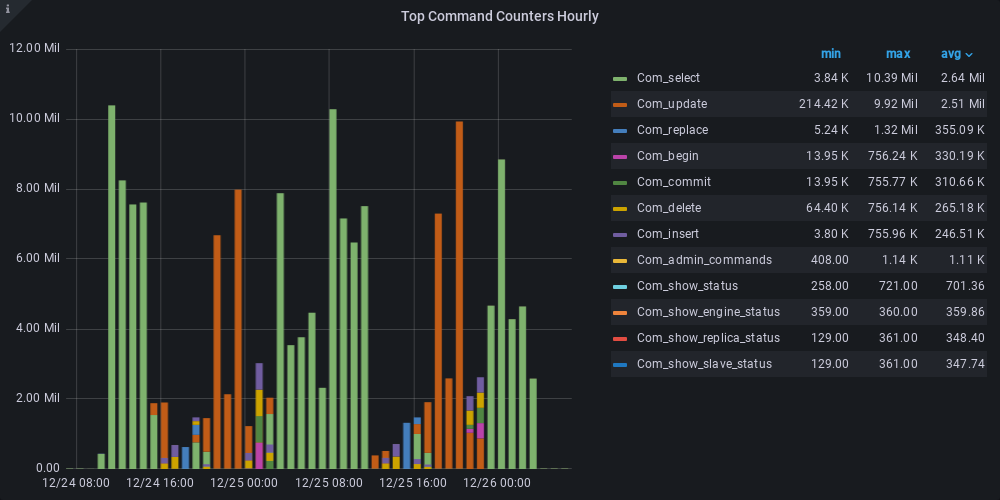 i
Top Command Counters Hourly
12.00 Mil
10.00 Mil
8.00 Mil
6.00 Mil
4.00 Mil
2.00 Mil
0.00
12/24 08:00 12/24 16:00 12/25 00:00 12/25 08:00 12/25 16:00 12/26 00:00
min max avg
Com_select 3.84 K 10.39 Mil 2.64 Mil
Com_update 214.42 K 9.92 Mil 2.51 Mil
Com_replace 5.24 K 1.32 Mil 355.09 K
Com_begin 13.95 K 756.24 K 330.19 K
Com_commit 13.95 K 755.77 K 310.66 K
Com_delete 64.40 K 756.14 K 265.18 K
Com_insert 3.80 K 755.96 K 246.51 K
Com_admin_commands 408.00 1.14 K 1.11 K
Com_show_status 258.00 721.00 701.36
Com_show_engine_status 359.00 360.00 359.86
Com_show_replica_status 129.00 361.00 348.40
Com_show_slave_status 129.00 361.00 347.74